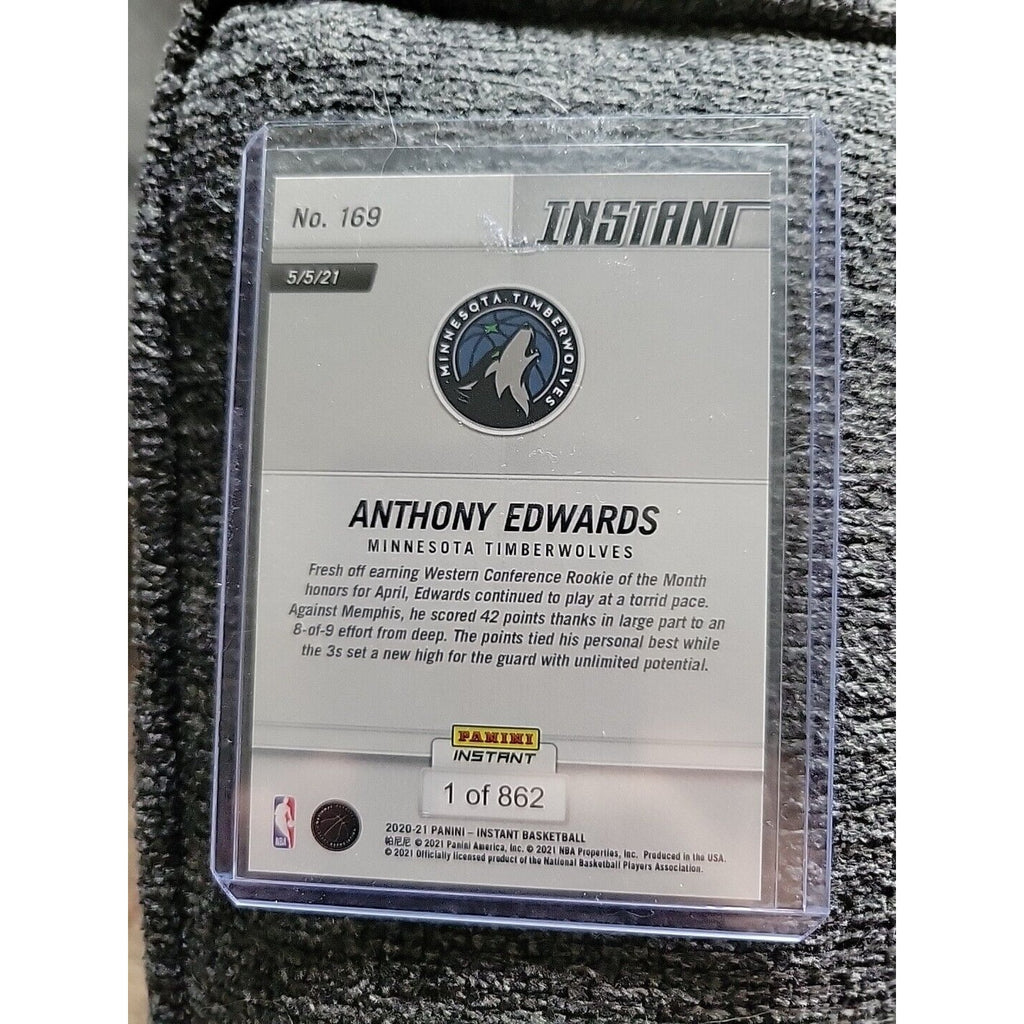 No. 169
INSTANT
5/5/21
MINNESOTA TIMBERWOLVES
ANTHONY EDWARDS
MINNESOTA TIMBERWOLVES
Fresh off earning Western Conference Rookie of the Month
honors for April, Edwards continued to play at a torrid pace.
Against Memphis, he scored 42 points thanks in large part to an
8-of-9 effort from deep. The points tied his personal best while
the 3s set a new high for the guard with unlimited potential.
PANINI
INSTANT
1 of 862
NBA
2020-21 PANINI – INSTANT BASKETBALL
帕尼尼 © 2021 Panini America, Inc. © 2021 NBA Properties, Inc. Produced in the USA.
© 2021 Officially licensed product of the National Basketball Players Association.